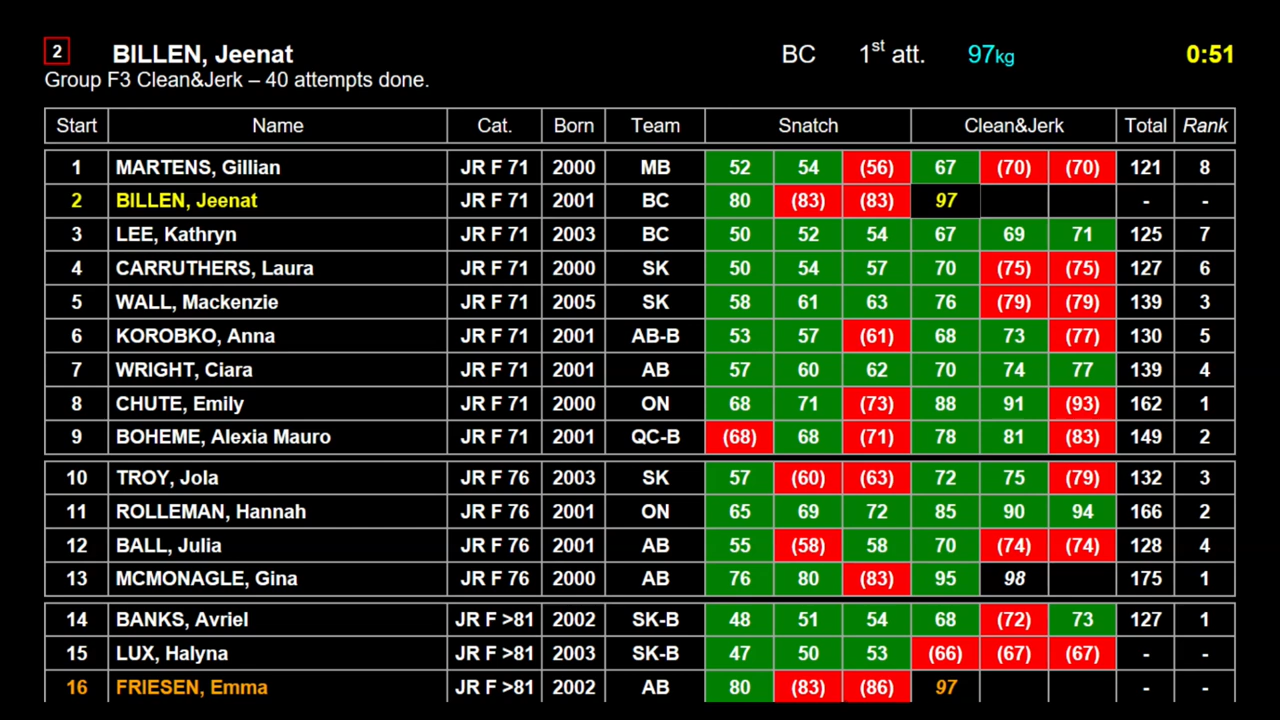 2 BILLEN, Jeenat BC 1st att. 97kg 0:51
Group F3 Clean&Jerk – 40 attempts done.
Start Name Cat. Born Team Snatch Clean&Jerk Total Rank
1 MARTENS, Gillian JR F 71 2000 MB 52 54 (56) 67 (70) (70) 121 8
2 BILLEN, Jeenat JR F 71 2001 BC 80 (83) (83) 97 - -
3 LEE, Kathryn JR F 71 2003 BC 50 52 54 67 69 71 125 7
4 CARRUTHERS, Laura JR F 71 2000 SK 50 54 57 70 (75) (75) 127 6
5 WALL, Mackenzie JR F 71 2005 SK 58 61 63 76 (79) (79) 139 3
6 KOROBKO, Anna JR F 71 2001 AB-B 53 57 (61) 68 73 (77) 130 5
7 WRIGHT, Ciara JR F 71 2001 AB 57 60 62 70 74 77 139 4
8 CHUTE, Emily JR F 71 2000 ON 68 71 (73) 88 91 (93) 162 1
9 BOHEME, Alexia Mauro JR F 71 2001 QC-B (68) 68 (71) 78 81 (83) 149 2
10 TROY, Jola JR F 76 2003 SK 57 (60) (63) 72 75 (79) 132 3
11 ROLLEMAN, Hannah JR F 76 2001 ON 65 69 72 85 90 94 166 2
12 BALL, Julia JR F 76 2001 AB 55 (58) 58 70 (74) (74) 128 4
13 MCMONAGLE, Gina JR F 76 2000 AB 76 80 (83) 95 98 175 1
14 BANKS, Avriel JR F >81 2002 SK-B 48 51 54 68 (72) 73 127 1
15 LUX, Halyna JR F >81 2003 SK-B 47 50 53 (66) (67) (67) - -
16 FRIESEN, Emma JR F >81 2002 AB 80 (83) (86) 97 - -